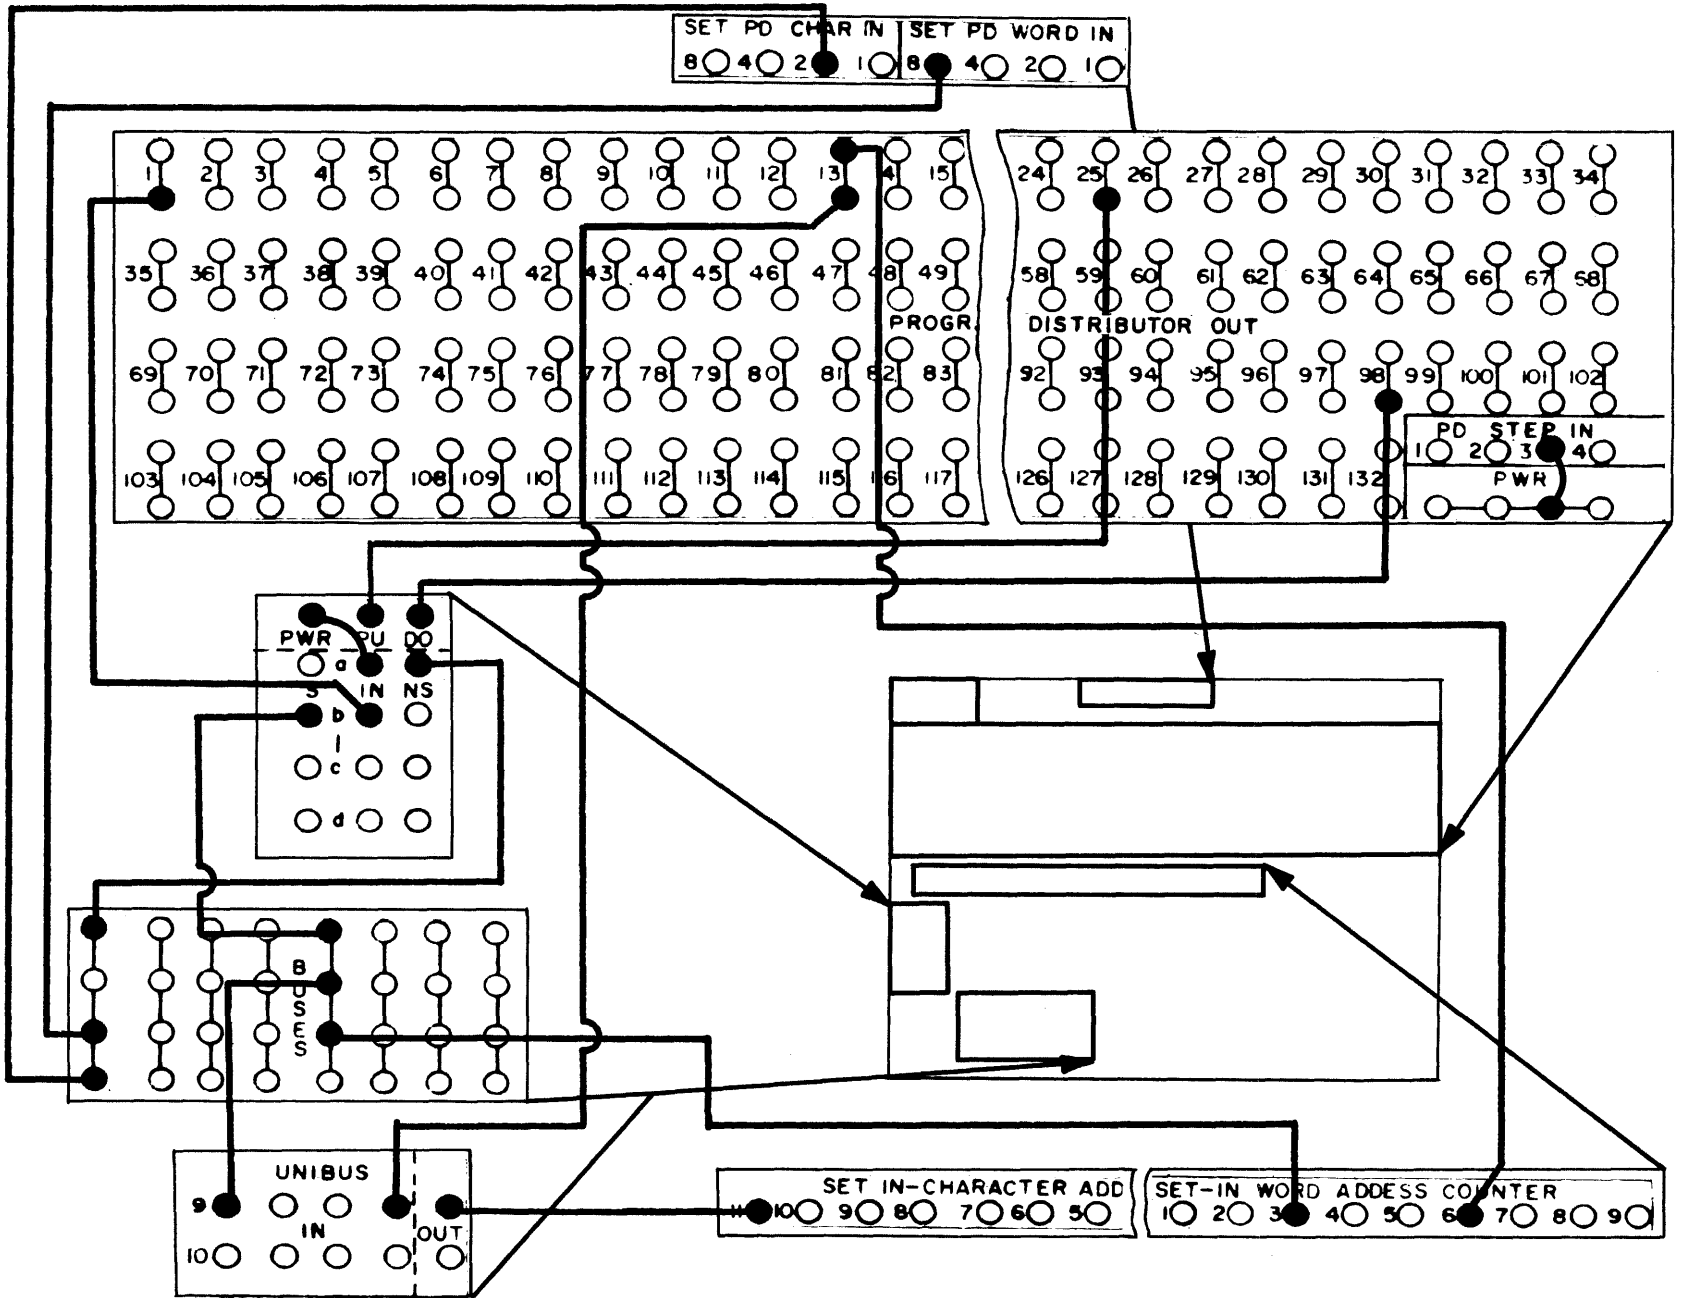 SET PD CHAR IN SET PD WORD IN
8 4 2 1 8 4 2 1
1 2 3 4 5 6 7 8 9 10 11 12 13 4 15 24 25 26 27 28 29 30 31 32 33 34
35 36 37 38 39 40 41 42 43 44 45 46 47 48 49 58 59 60 61 62 63 64 65 66 67 68
PROGR. DISTRIBUTOR OUT
69 70 71 72 73 74 75 76 77 78 79 80 81 82 83 92 93 94 95 96 97 98 99 100 101 102
PD STEP IN
103 104 105 106 107 108 109 110 111 112 113 114 115 116 117 126 127 128 129 130 131 132 1 2 3 4
PWR
PWR PU DO
a
S IN NS
b
c
d
BUSES
UNIBUS
9
IN
10
OUT
SET IN-CHARACTER ADD
11 10 9 8 7 6 5
SET-IN WORD ADDESS COUNTER
1 2 3 4 5 6 7 8 9